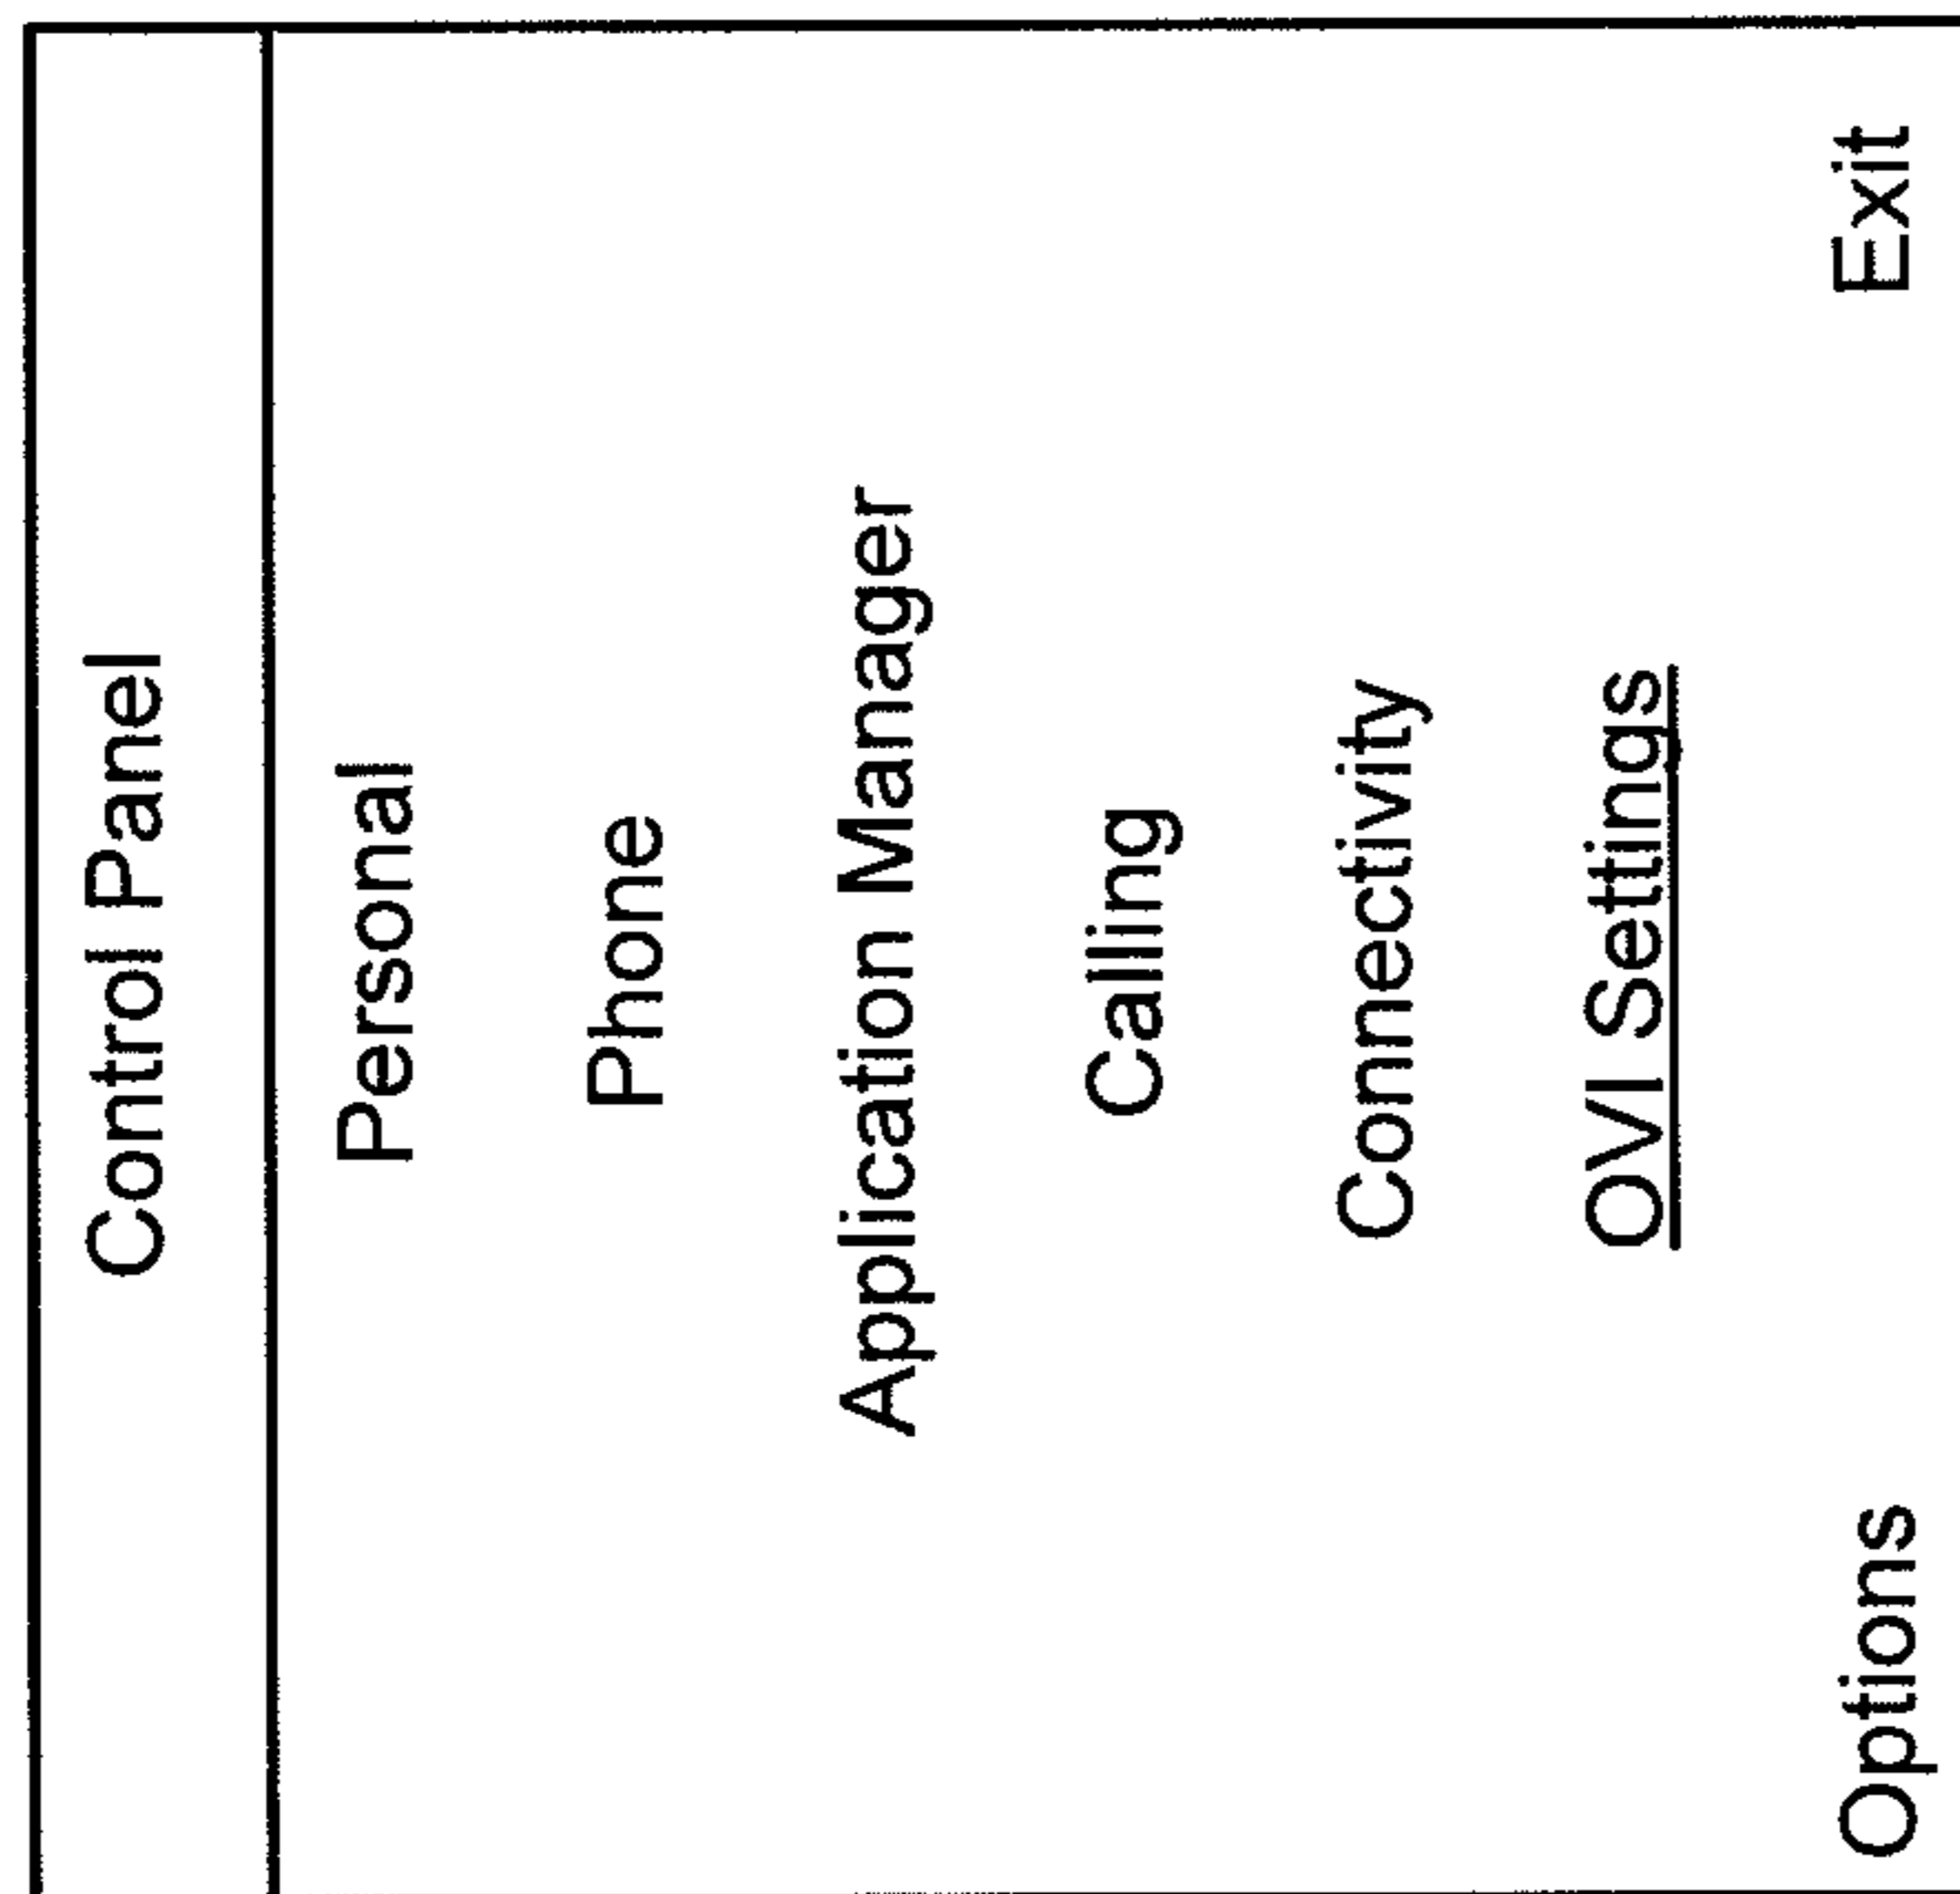 Control Panel
Personal
Phone
Application Manager
Calling
Connectivity
OVI Settings
Options Exit